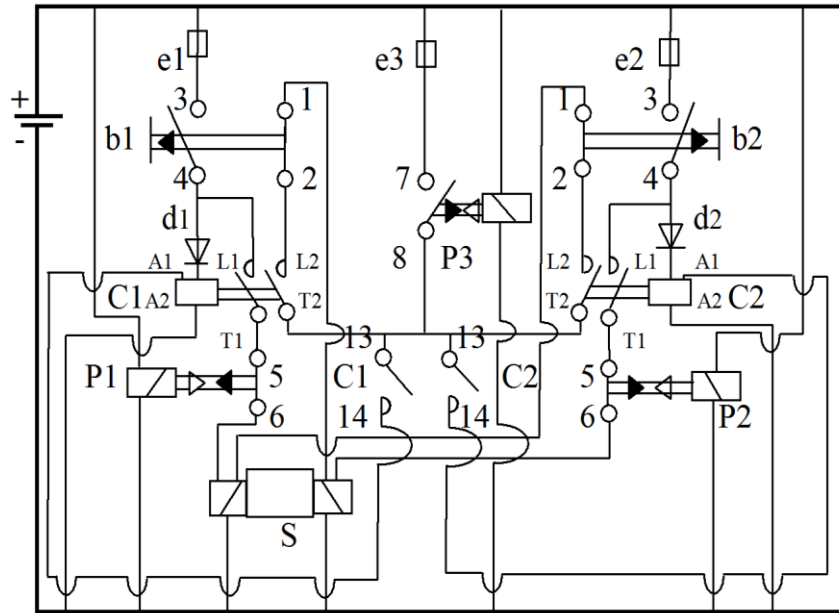 e1 e3 e2
+
-
3 1 1 3
b1 b2
4 2 7 2 4
d1 d2
8 P3
A1 L1 L2 L2 L1 A1
C1 A2 T2 T2 A2 C2
T1 13 13 T1
P1 5 C1 C2 5
6 14 14 6 P2
S